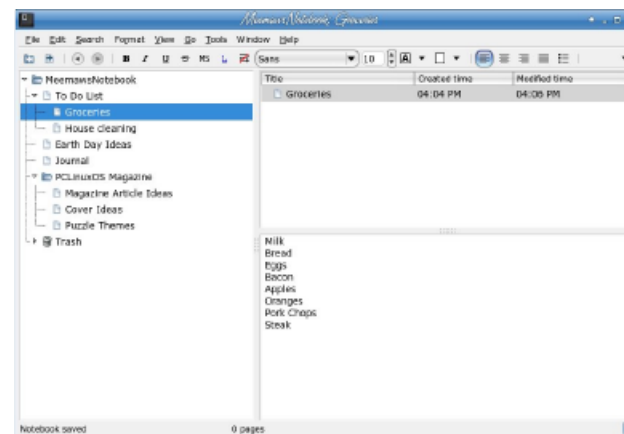 MeemawsNotebook, Groceries
File Edit Search Format View Go Tools Window Help
B I U MS L Sans 10 A
MeemawsNotebook
To Do List
Groceries
House cleaning
Earth Day Ideas
Journal
PCLinuxOS Magazine
Magazine Article Ideas
Cover Ideas
Puzzle Themes
Trash
Title Created time Modified time
Groceries 04:04 PM 04:06 PM
Milk
Bread
Eggs
Bacon
Apples
Oranges
Pork Chops
Steak
Notebook saved 0 pages